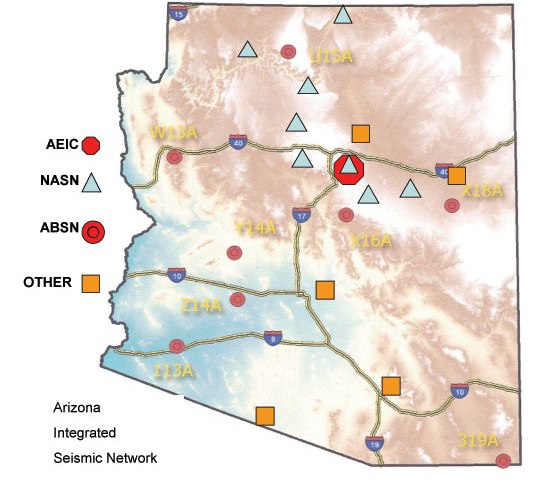 15
U15A
AEIC
W13A
40
NASN
40
X18A
ABSN
17
Y14A
X16A
OTHER
10
Z14A
8
113A
10
Arizona
Integrated
19
319A
Seismic Network